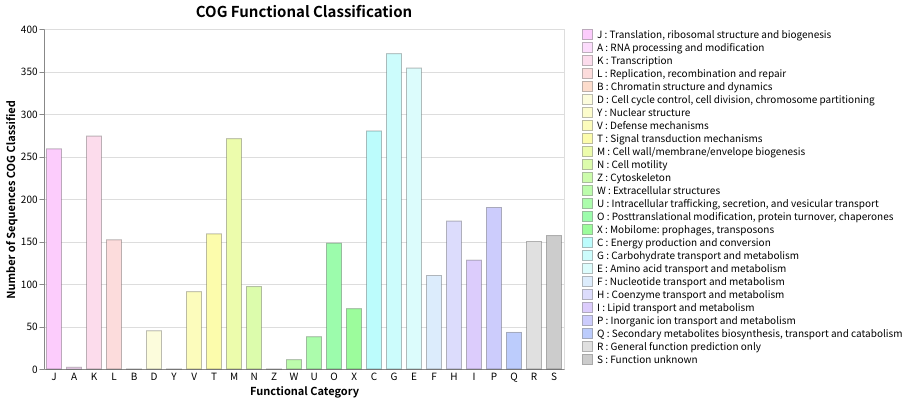 COG Functional Classification
Number of Sequences COG Classified
400
350
300
250
200
150
100
50
0
J A K L B D Y V T M N Z W U O X C G E F H I P Q R S
Functional Category
J : Translation, ribosomal structure and biogenesis
A : RNA processing and modification
K : Transcription
L : Replication, recombination and repair
B : Chromatin structure and dynamics
D : Cell cycle control, cell division, chromosome partitioning
Y : Nuclear structure
V : Defense mechanisms
T : Signal transduction mechanisms
M : Cell wall/membrane/envelope biogenesis
N : Cell motility
Z : Cytoskeleton
W : Extracellular structures
U : Intracellular trafficking, secretion, and vesicular transport
O : Posttranslational modification, protein turnover, chaperones
X : Mobilome: prophages, transposons
C : Energy production and conversion
G : Carbohydrate transport and metabolism
E : Amino acid transport and metabolism
F : Nucleotide transport and metabolism
H : Coenzyme transport and metabolism
I : Lipid transport and metabolism
P : Inorganic ion transport and metabolism
Q : Secondary metabolites biosynthesis, transport and catabolism
R : General function prediction only
S : Function unknown